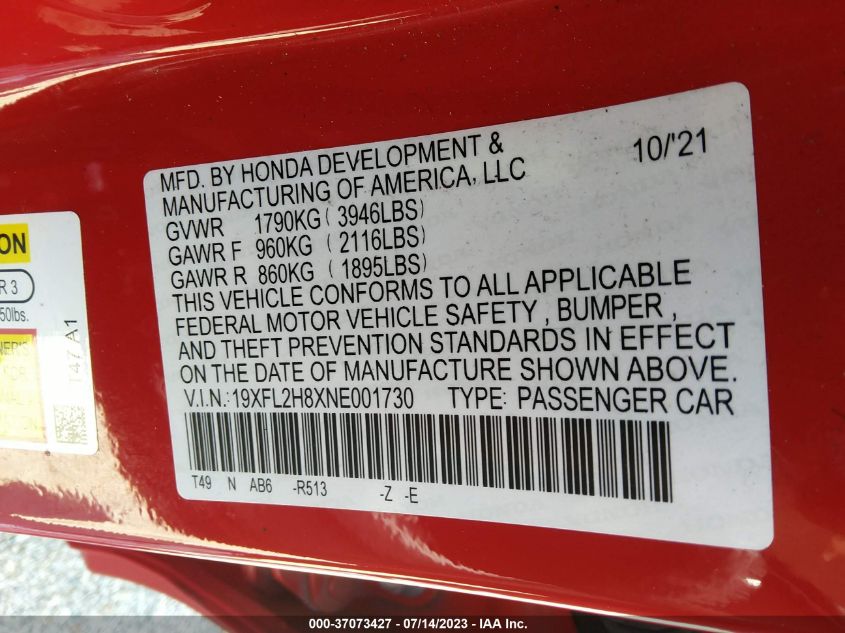 MFD. BY HONDA DEVELOPMENT &
MANUFACTURING OF AMERICA, LLC
10/'21
GVWR 1790KG ( 3946LBS)
GAWR F 960KG ( 2116LBS)
GAWR R 860KG ( 1895LBS)
THIS VEHICLE CONFORMS TO ALL APPLICABLE
FEDERAL MOTOR VEHICLE SAFETY , BUMPER ,
AND THEFT PREVENTION STANDARDS IN EFFECT
ON THE DATE OF MANUFACTURE SHOWN ABOVE.
V.I.N.:19XFL2H8XNE001730 TYPE: PASSENGER CAR
T49 N AB6 -R513 -Z -E
R 3
50lbs.
T47 A1
000-37073427 - 07/14/2023 - IAA Inc.